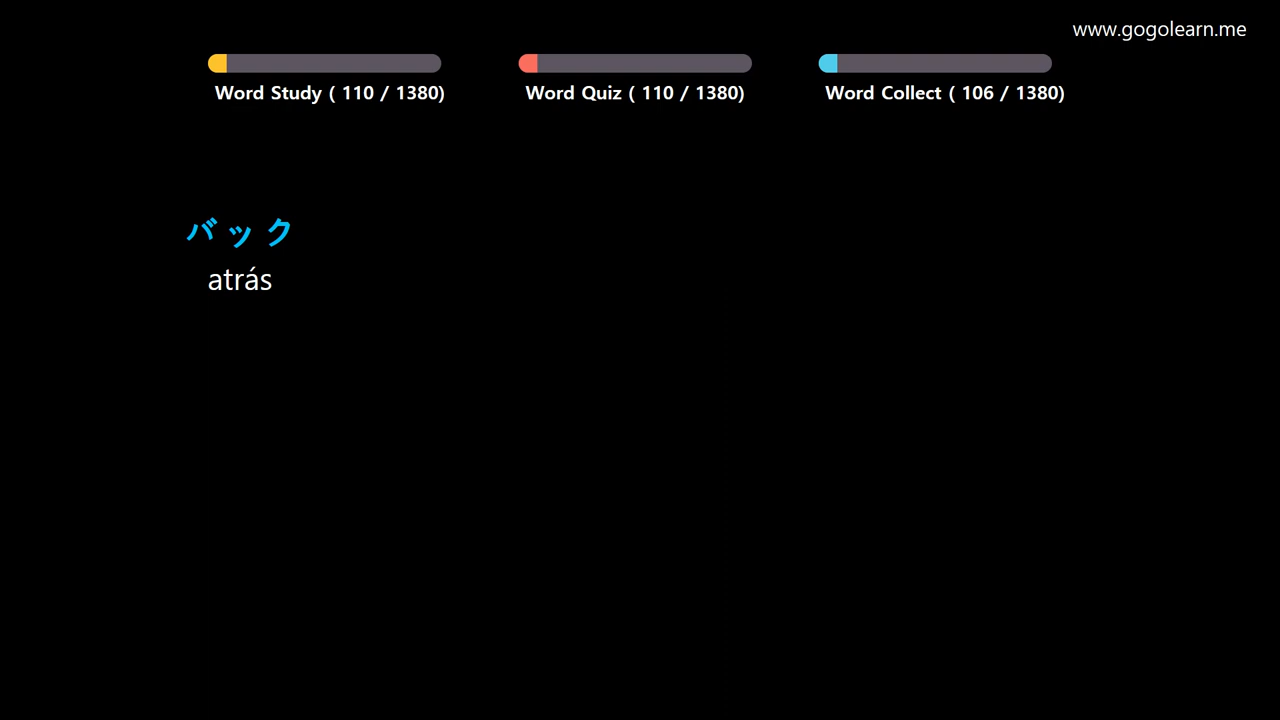 www.gogolearn.me
Word Study ( 110 / 1380)
Word Quiz ( 110 / 1380)
Word Collect ( 106 / 1380)
バック
atrás